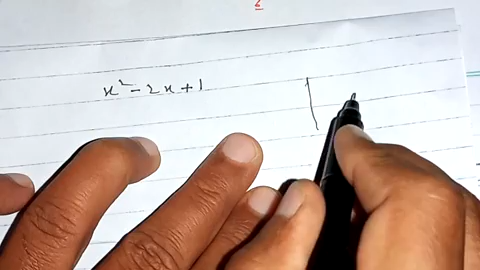 x² - 2x + 1